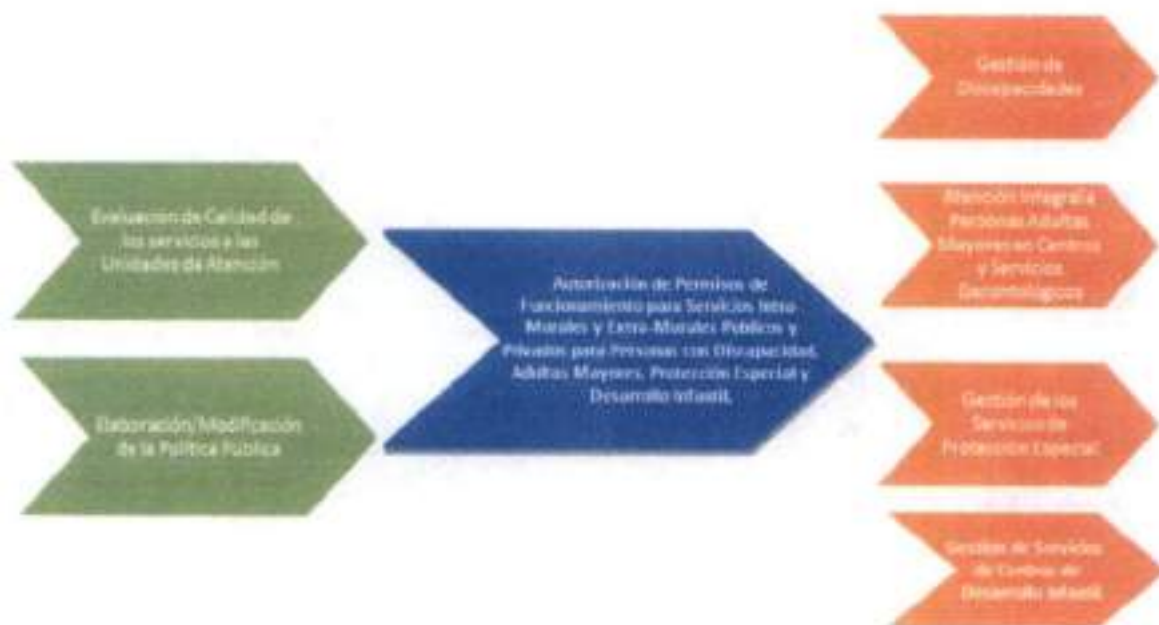 Evaluación de Calidad de
los servicios a las
Unidades de Atención
Elaboración/Modificación
de la Política Pública
Autorización de Permisos de
Funcionamiento para Servicios Intra
Murales y Extra-Murales Públicos y
Privados para Personas con Discapacidad,
Adultas Mayores, Protección Especial y
Desarrollo Infantil,
Gestión de
Discapacidades
Atención Integral a
Personas Adultas
Mayores en Centros
y Servicios
Gerontológicos
Gestión de los
Servicios de
Protección Especial
Gestión de Servicios
de Centros de
Desarrollo Infantil